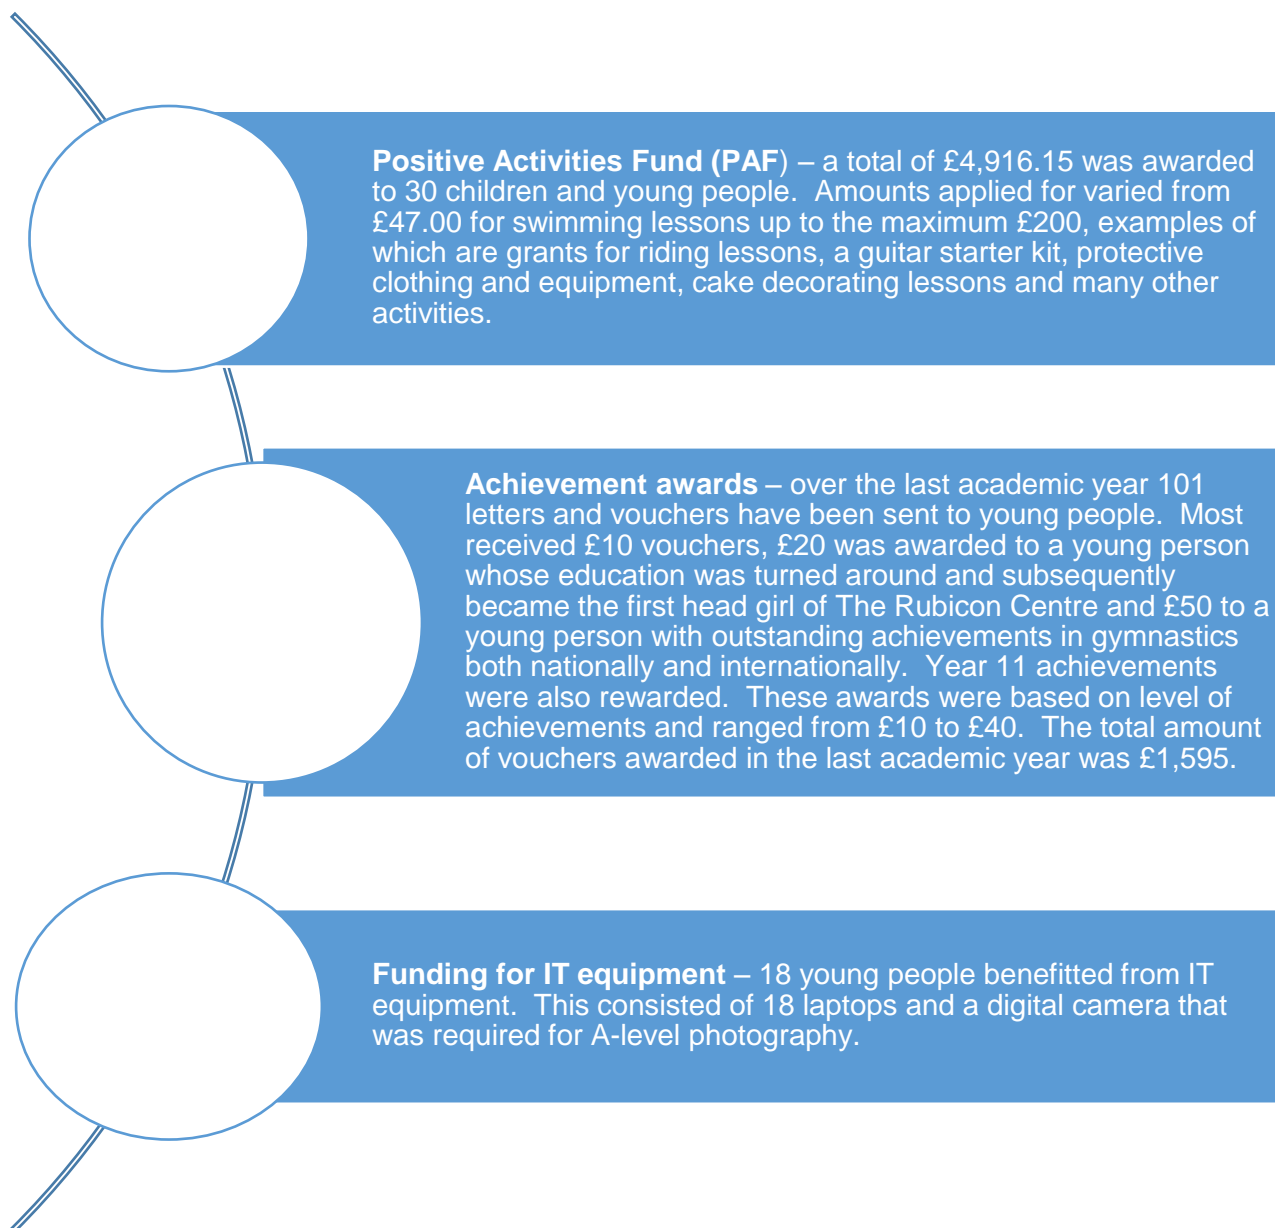 Positive Activities Fund (PAF) – a total of £4,916.15 was awarded
to 30 children and young people.  Amounts applied for varied from
£47.00 for swimming lessons up to the maximum £200, examples of
which are grants for riding lessons, a guitar starter kit, protective
clothing and equipment, cake decorating lessons and many other
activities.
Achievement awards – over the last academic year 101
letters and vouchers have been sent to young people.  Most
received £10 vouchers, £20 was awarded to a young person
whose education was turned around and subsequently
became the first head girl of The Rubicon Centre and £50 to a
young person with outstanding achievements in gymnastics
both nationally and internationally.  Year 11 achievements
were also rewarded.  These awards were based on level of
achievements and ranged from £10 to £40.  The total amount
of vouchers awarded in the last academic year was £1,595.
Funding for IT equipment – 18 young people benefitted from IT
equipment.  This consisted of 18 laptops and a digital camera that
was required for A-level photography.